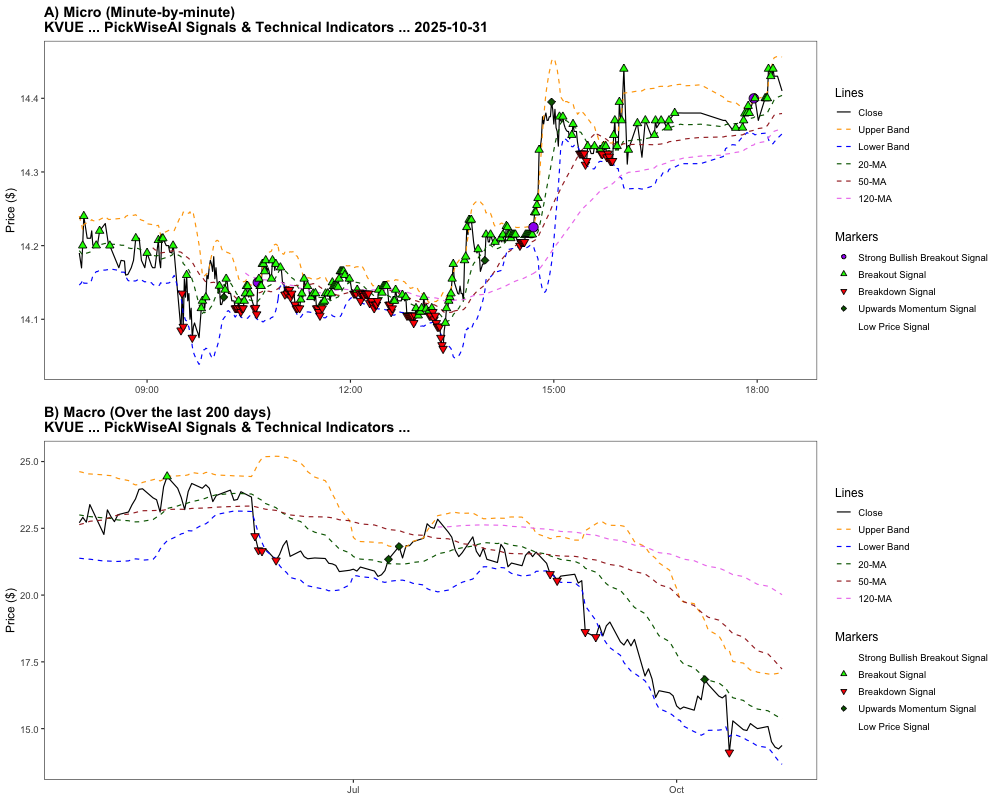 A) Micro (Minute-by-minute)
KVUE ... PickWiseAI Signals & Technical Indicators ... 2025-10-31
Price ($)
14.4
14.3
14.2
14.1
09:00
12:00
15:00
18:00
Lines
Close
Upper Band
Lower Band
20-MA
50-MA
120-MA
Markers
Strong Bullish Breakout Signal
Breakout Signal
Breakdown Signal
Upwards Momentum Signal
Low Price Signal
B) Macro (Over the last 200 days)
KVUE ... PickWiseAI Signals & Technical Indicators ...
Price ($)
25.0
22.5
20.0
17.5
15.0
Jul
Oct
Lines
Close
Upper Band
Lower Band
20-MA
50-MA
120-MA
Markers
Strong Bullish Breakout Signal
Breakout Signal
Breakdown Signal
Upwards Momentum Signal
Low Price Signal